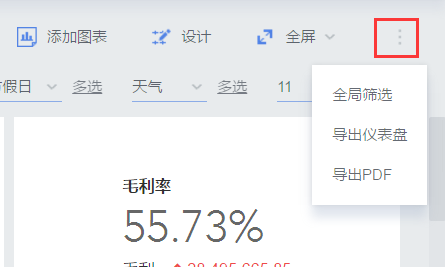 添加图表 设计 全屏
假日 多选 天气 多选 11
全局筛选
导出仪表盘
导出PDF
毛利率
55.73%